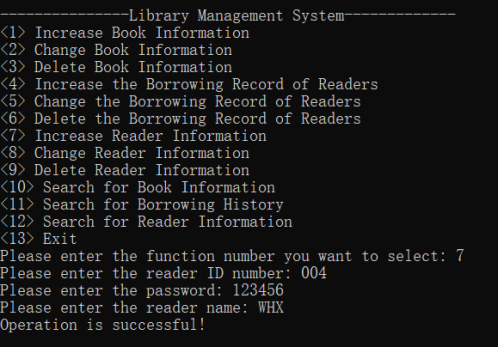 ---------------Library Management System-------------
<1> Increase Book Information
<2> Change Book Information
<3> Delete Book Information
<4> Increase the Borrowing Record of Readers
<5> Change the Borrowing Record of Readers
<6> Delete the Borrowing Record of Readers
<7> Increase Reader Information
<8> Change Reader Information
<9> Delete Reader Information
<10> Search for Book Information
<11> Search for Borrowing History
<12> Search for Reader Information
<13> Exit
Please enter the function number you want to select: 7
Please enter the reader ID number: 004
Please enter the password: 123456
Please enter the reader name: WHX
Operation is successful!